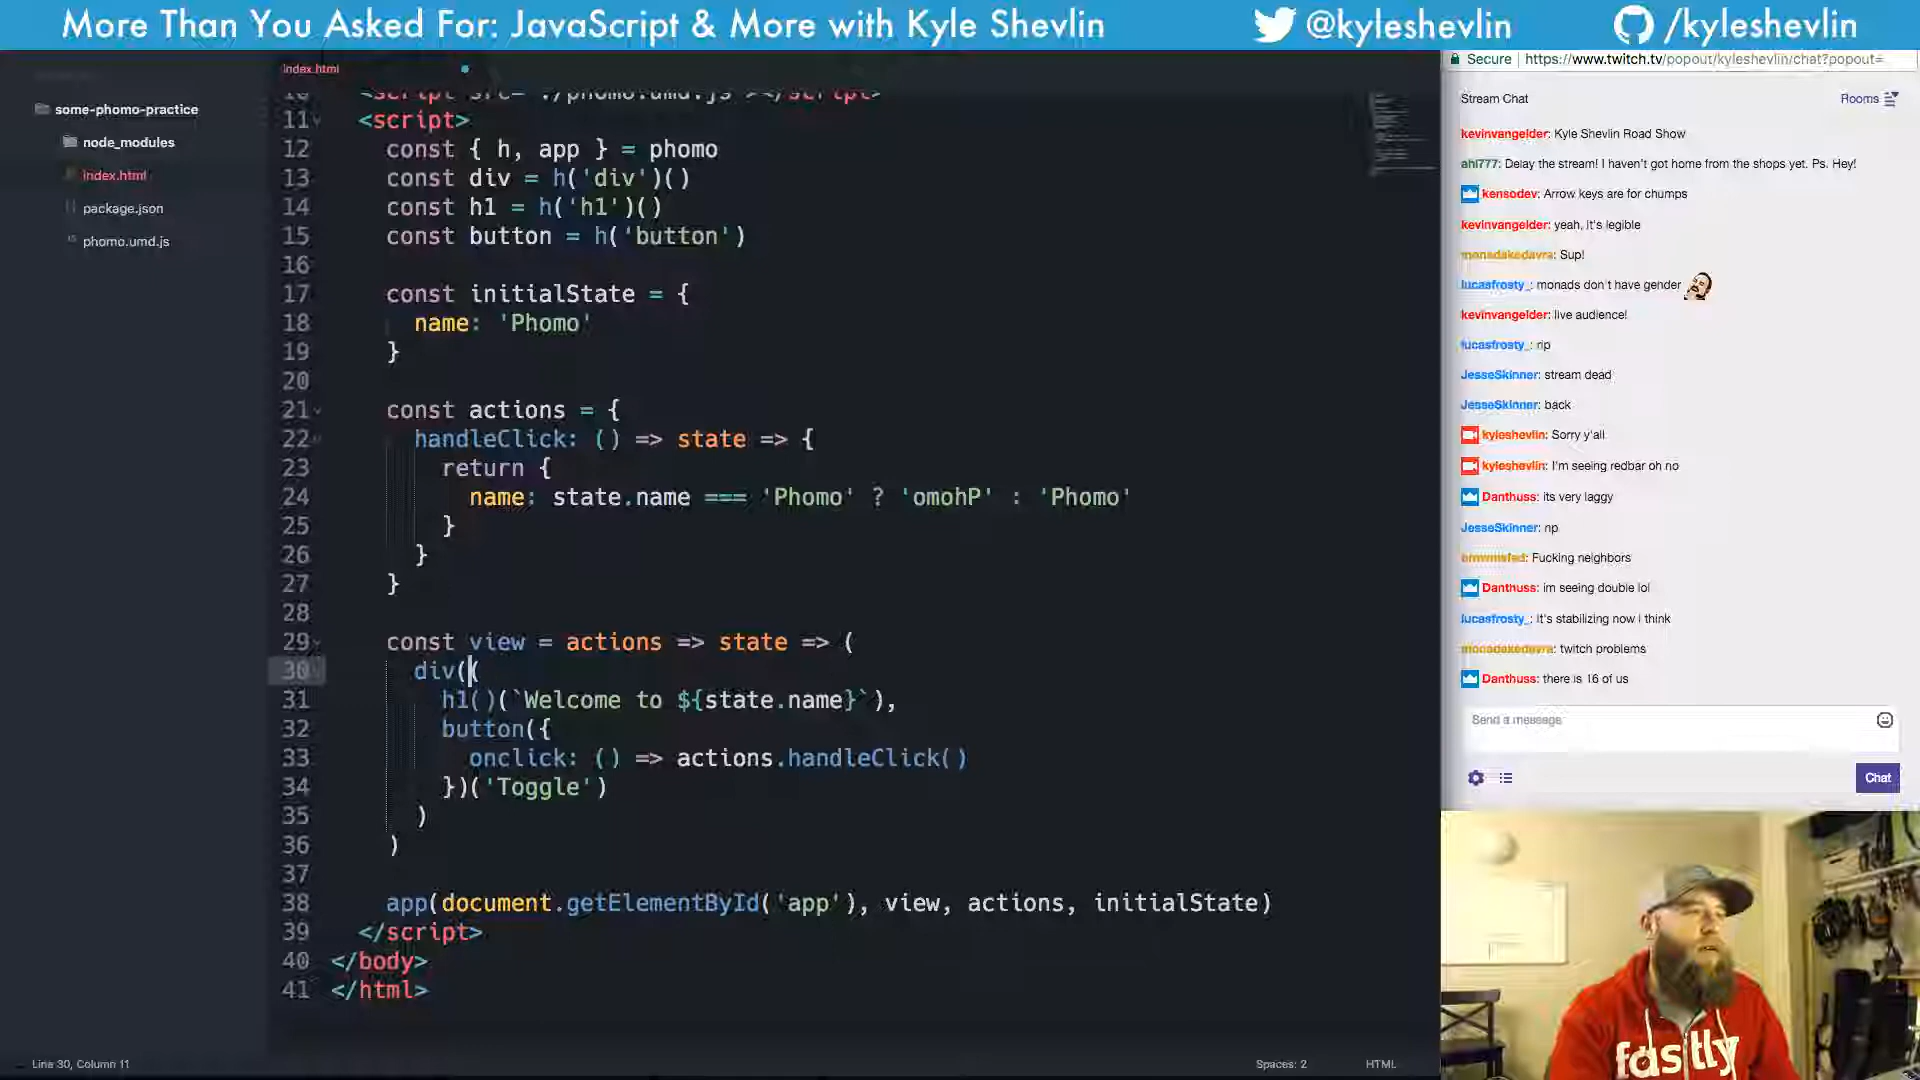 More Than You Asked For: JavaScript & More with Kyle Shevlin
@kyleshevlin
/kyleshevlin
some-phomo-practice
node_modules
index.html
package.json
phomo.umd.js
index.html
10 <script src="./phomo.umd.js"></script>
11 <script>
12 const { h, app } = phomo
13 const div = h('div')()
14 const h1 = h('h1')()
15 const button = h('button')
16
17 const initialState = {
18 name: 'Phomo'
19 }
20
21 const actions = {
22 handleClick: () => state => {
23 return {
24 name: state.name === 'Phomo' ? 'omohP' : 'Phomo'
25 }
26 }
27 }
28
29 const view = actions => state => (
30 div((
31 h1()(`Welcome to ${state.name}`),
32 button({
33 onclick: () => actions.handleClick()
34 })('Toggle')
35 )
36 )
37
38 app(document.getElementById('app'), view, actions, initialState)
39 </script>
40 </body>
41 </html>
Line 30, Column 11
Spaces: 2
HTML
Secure
https://www.twitch.tv/popout/kyleshevlin/chat?popout=
Stream Chat
Rooms
kevinvangelder: Kyle Shevlin Road Show
ahl777: Delay the stream! I haven't got home from the shops yet. Ps. Hey!
kensodev: Arrow keys are for chumps
kevinvangelder: yeah, it's legible
monadakedavra: Sup!
lucasfrosty_: monads don't have gender
kevinvangelder: live audience!
lucasfrosty_: rip
JesseSkinner: stream dead
JesseSkinner: back
kyleshevlin: Sorry y'all
kyleshevlin: I'm seeing redbar oh no
Danthuss: its very laggy
JesseSkinner: np
Fucking neighbors
Danthuss: im seeing double lol
lucasfrosty_: It's stabilizing now i think
monadakedavra: twitch problems
Danthuss: there is 16 of us
Send a message
Chat
fastly